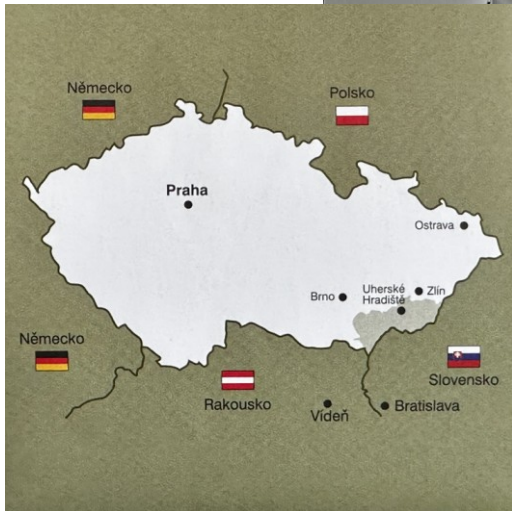 Německo
Polsko
Praha
Ostrava
Brno
Uherské
Hradiště
Zlín
Německo
Slovensko
Rakousko
Vídeň
Bratislava